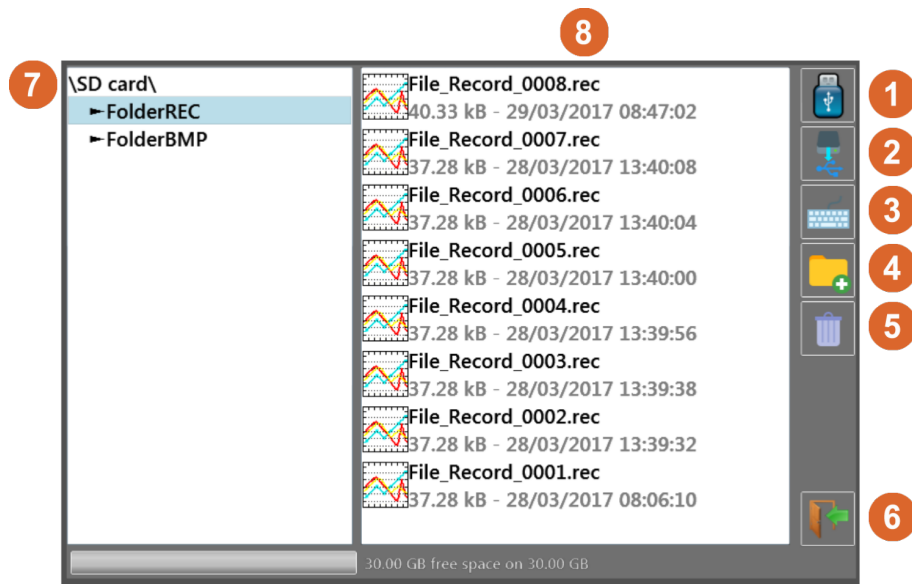 8
7
\SD card\
FolderREC
FolderBMP
File_Record_0008.rec
40.33 kB - 29/03/2017 08:47:02
File_Record_0007.rec
37.28 kB - 28/03/2017 13:40:08
File_Record_0006.rec
37.28 kB - 28/03/2017 13:40:04
File_Record_0005.rec
37.28 kB - 28/03/2017 13:40:00
File_Record_0004.rec
37.28 kB - 28/03/2017 13:39:56
File_Record_0003.rec
37.28 kB - 28/03/2017 13:39:38
File_Record_0002.rec
37.28 kB - 28/03/2017 13:39:32
File_Record_0001.rec
37.28 kB - 28/03/2017 08:06:10
30.00 GB free space on 30.00 GB
1
2
3
4
5
6